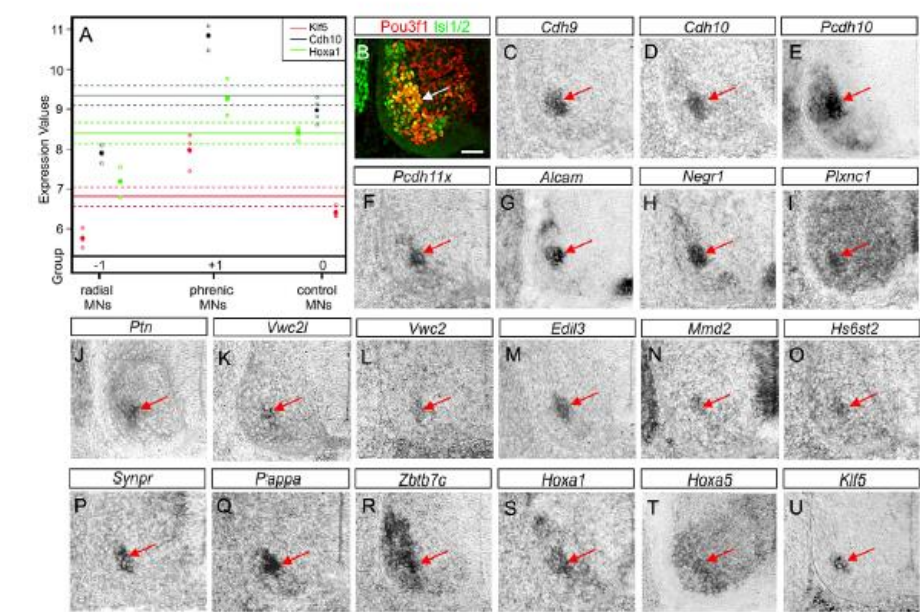 A
11
10
9
8
7
6
Expression Values
Group
-1
+1
0
radial
MNs
phrenic
MNs
control
MNs
Klf5
Cdh10
Hoxa1
Pou3f1 Isl1/2
B
Cdh9
C
Cdh10
D
Pcdh10
E
Pcdh11x
F
Alcam
G
Negr1
H
Plxnc1
I
Ptn
J
Vwc2l
K
Vwc2
L
Edil3
M
Mmd2
N
Hs6st2
O
Synpr
P
Pappa
Q
Zbtb7c
R
Hoxa1
S
Hoxa5
T
Klf5
U